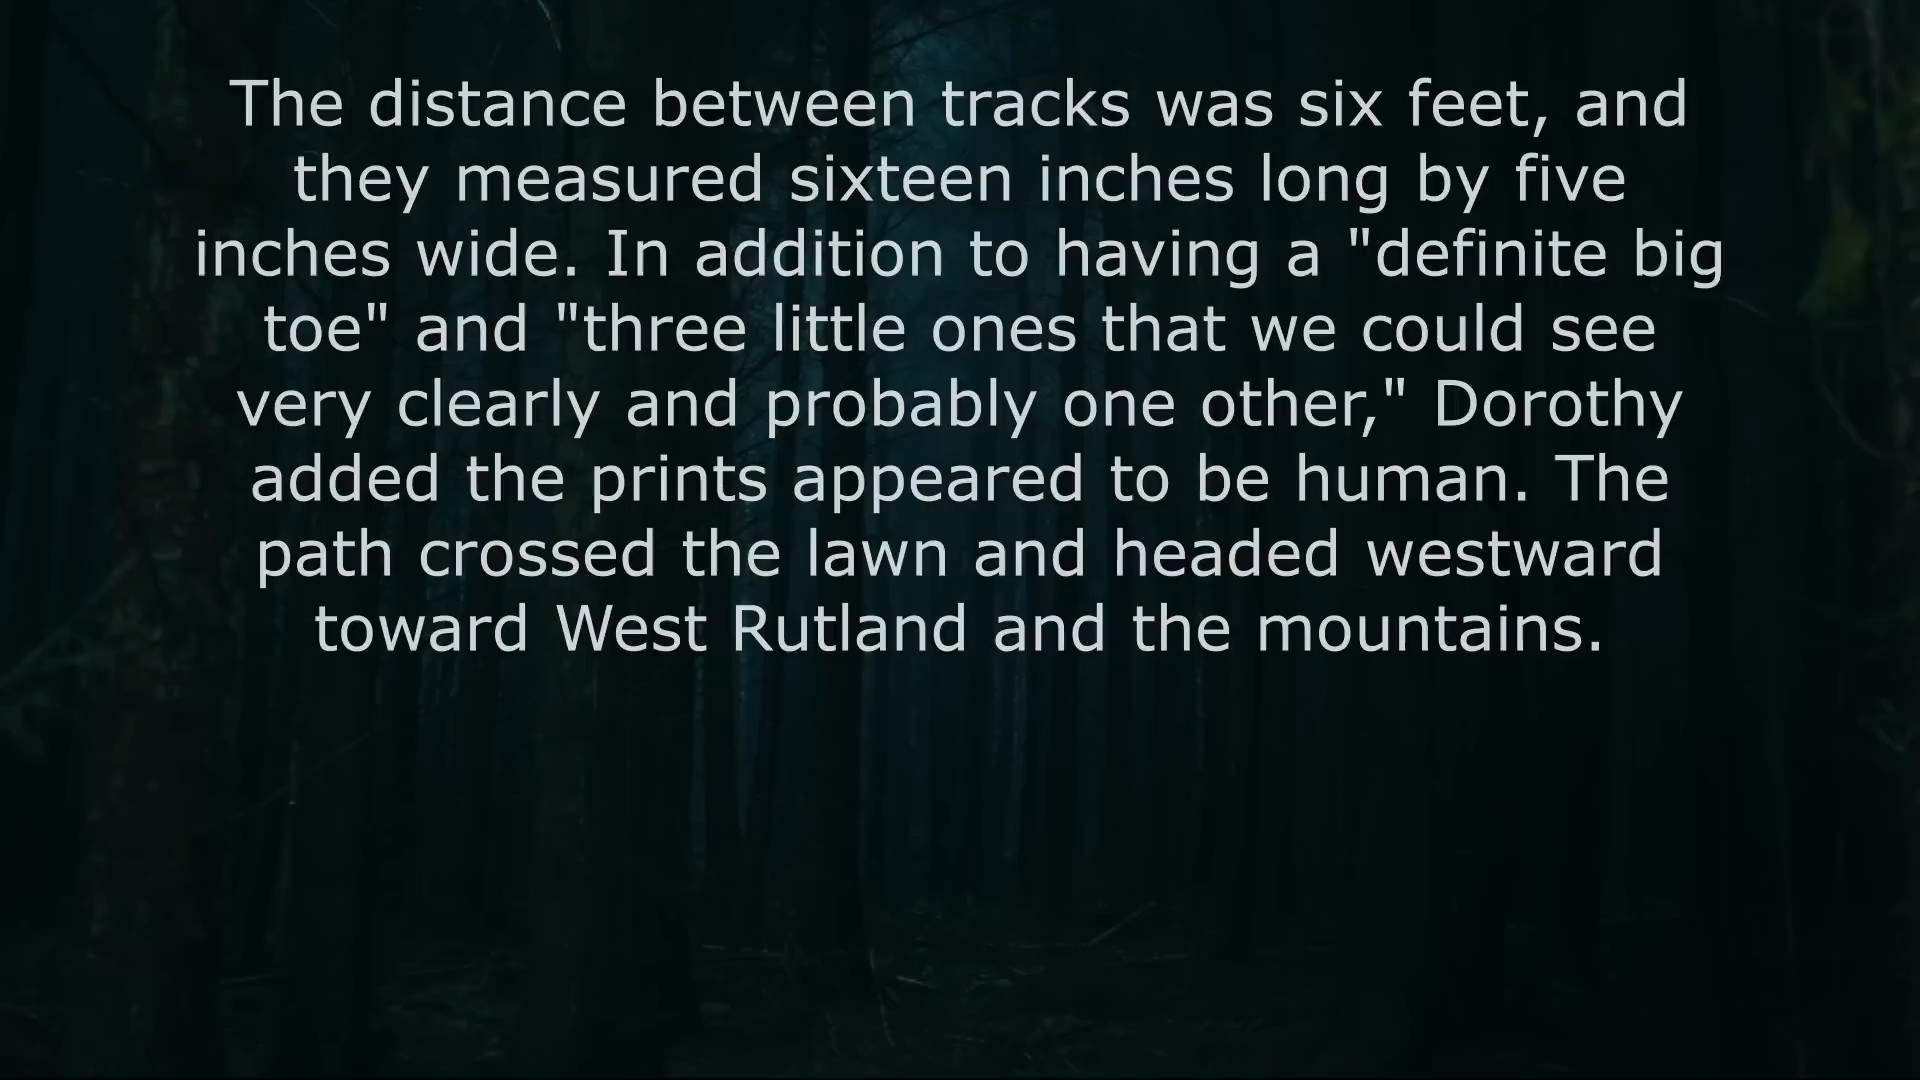 The distance between tracks was six feet, and
they measured sixteen inches long by five
inches wide. In addition to having a "definite big
toe" and "three little ones that we could see
very clearly and probably one other," Dorothy
added the prints appeared to be human. The
path crossed the lawn and headed westward
toward West Rutland and the mountains.